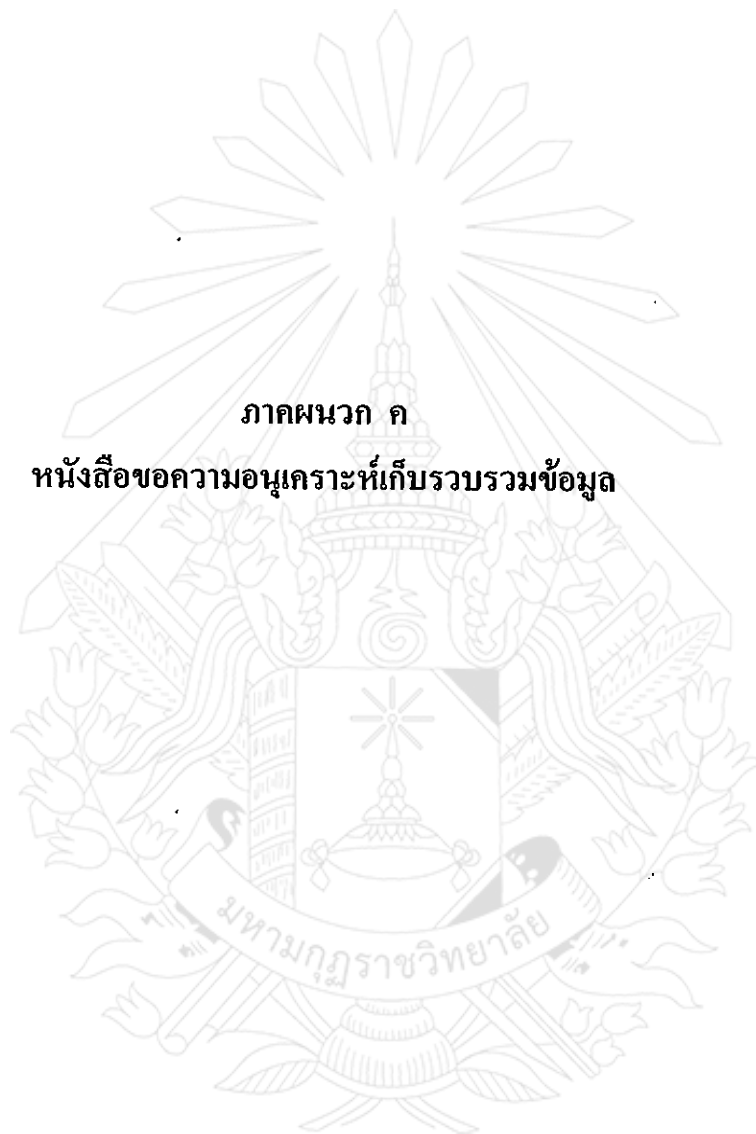 ภาคผนวก ค
หนังสือขอความอนุเคราะห์เก็บรวบรวมข้อมูล
มหามกุฏราชวิทยาลัย